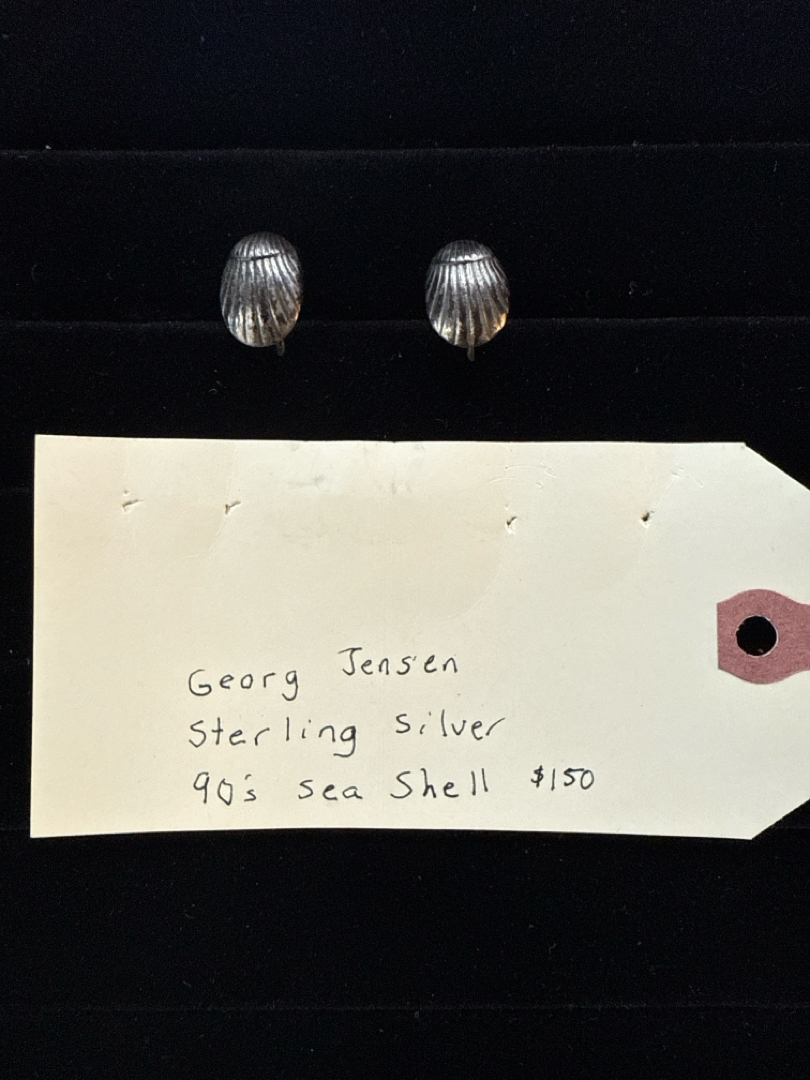 Georg Jensen
Sterling Silver
90's Sea Shell $150